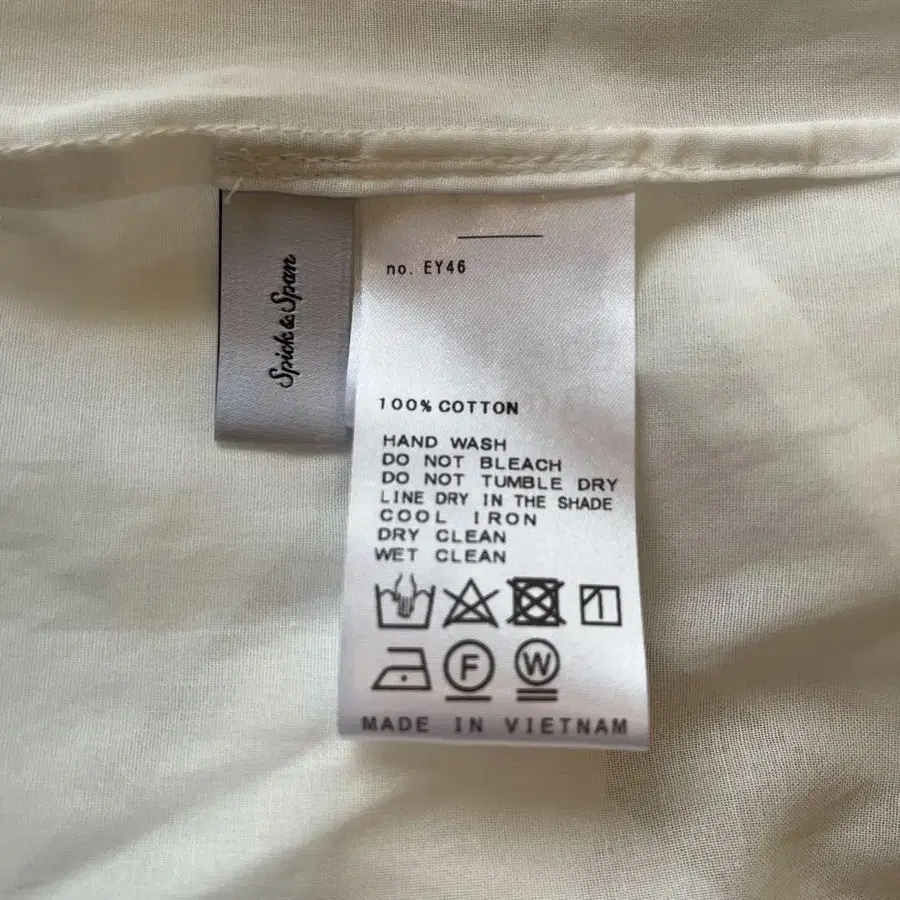 Spick & Span
no. EY46
100% COTTON
HAND WASH
DO NOT BLEACH
DO NOT TUMBLE DRY
LINE DRY IN THE SHADE
COOL IRON
DRY CLEAN
WET CLEAN
F W
MADE IN VIETNAM